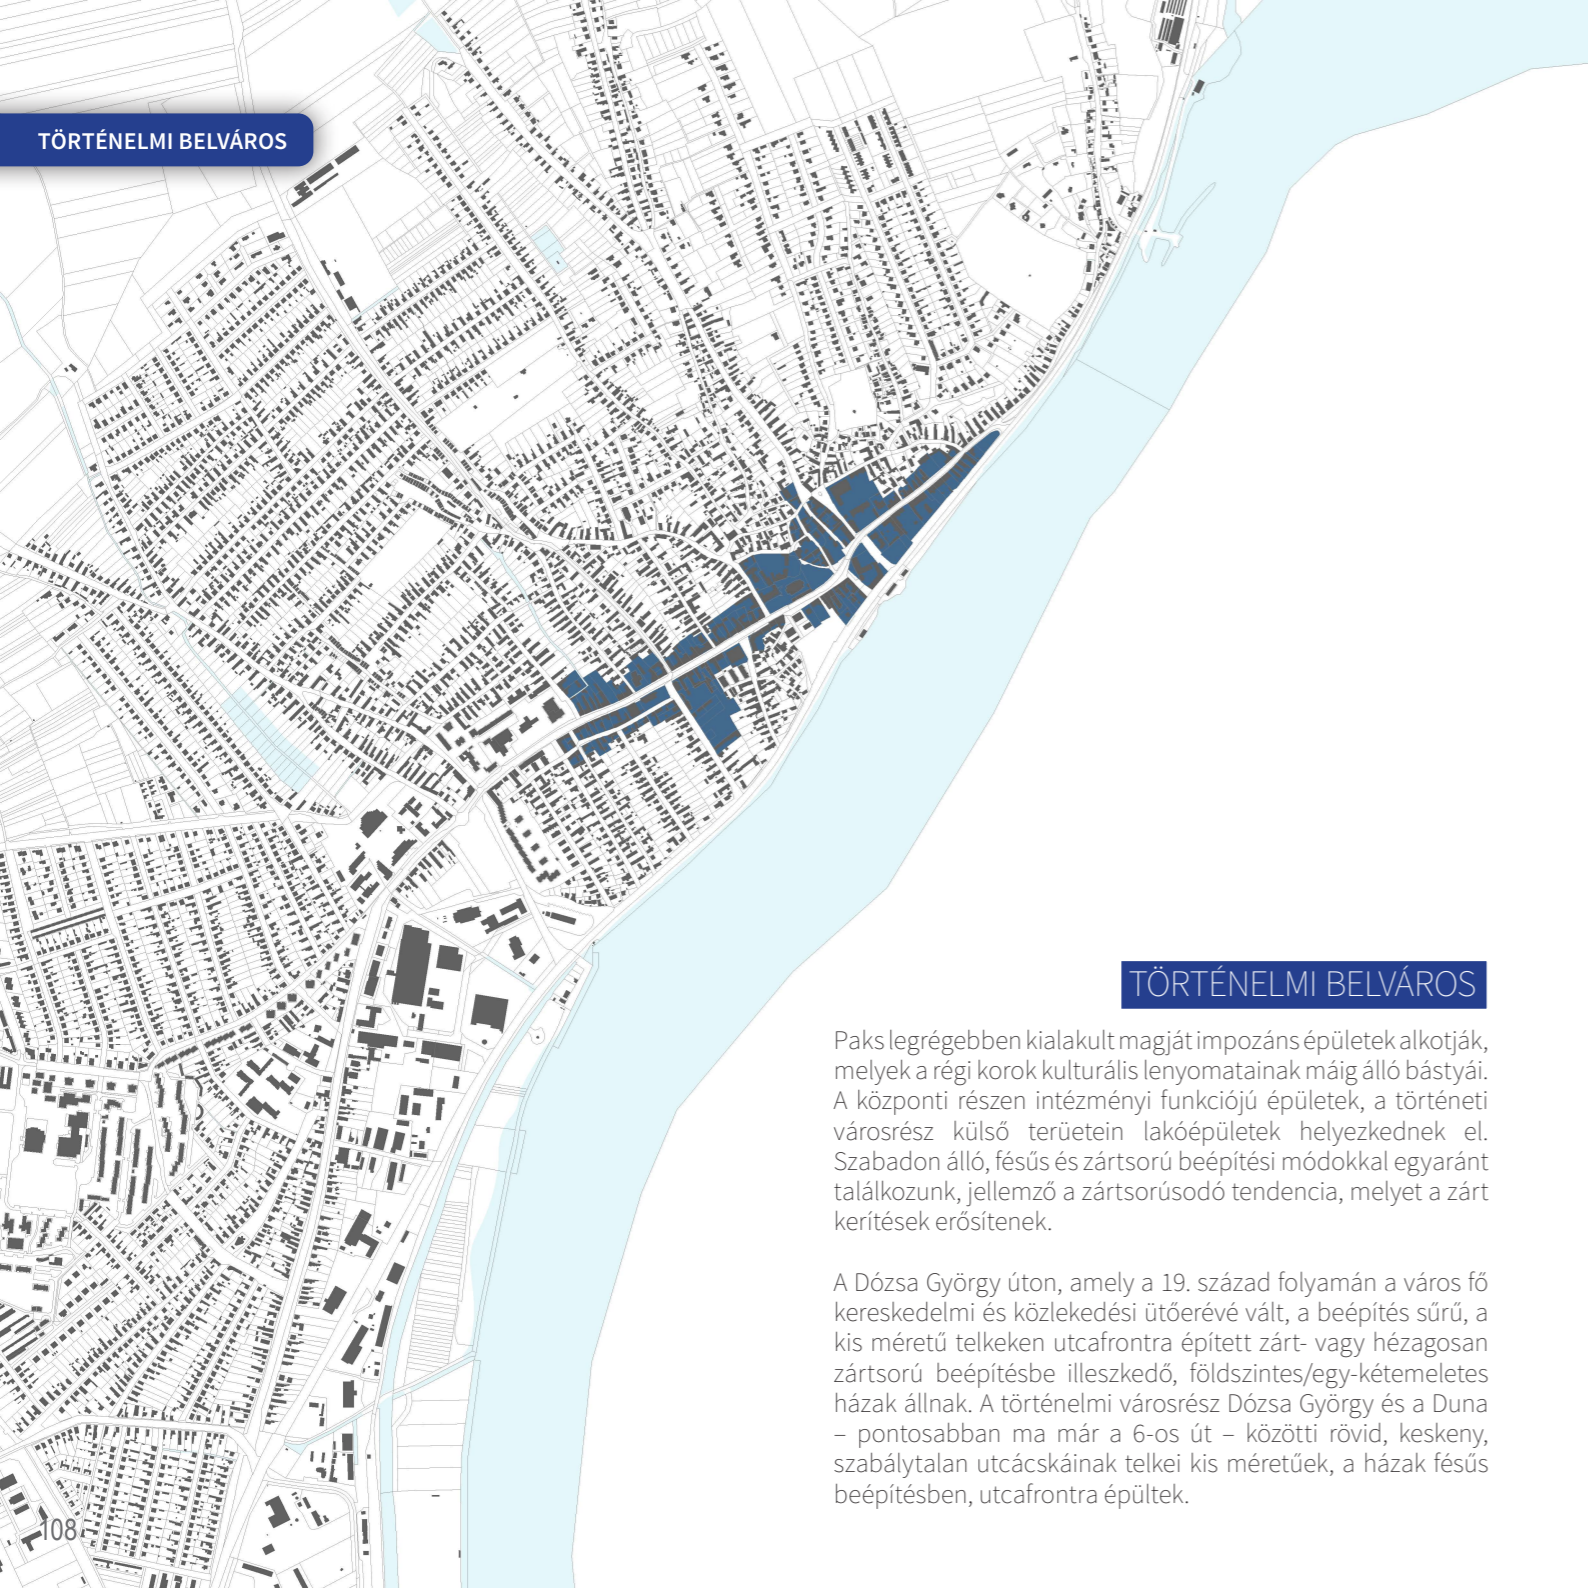 TÖRTÉNELMI BELVÁROS
TÖRTÉNELMI BELVÁROS
Paks legrégebben kialakult magját impozáns épületek alkotják,
melyek a régi korok kulturális lenyomatainak máig álló bástyái.
A központi részen intézményi funkciójú épületek, a történeti
városrész külső terüetein lakóépületek helyezkednek el.
Szabadon álló, fésűs és zártsorú beépítési módokkal egyaránt
találkozunk, jellemző a zártsorúsodó tendencia, melyet a zárt
kerítések erősítenek.
A Dózsa György úton, amely a 19. század folyamán a város fő
kereskedelmi és közlekedési ütőerévé vált, a beépítés sűrű, a
kis méretű telkeken utcafrontra épített zárt- vagy hézagosan
zártsorú beépítésbe illeszkedő, földszintes/egy-kétemeletes
házak állnak. A történelmi városrész Dózsa György és a Duna
– pontosabban ma már a 6-os út – közötti rövid, keskeny,
szabálytalan utcácskáinak telkei kis méretűek, a házak fésűs
beépítésben, utcafrontra épültek.
108